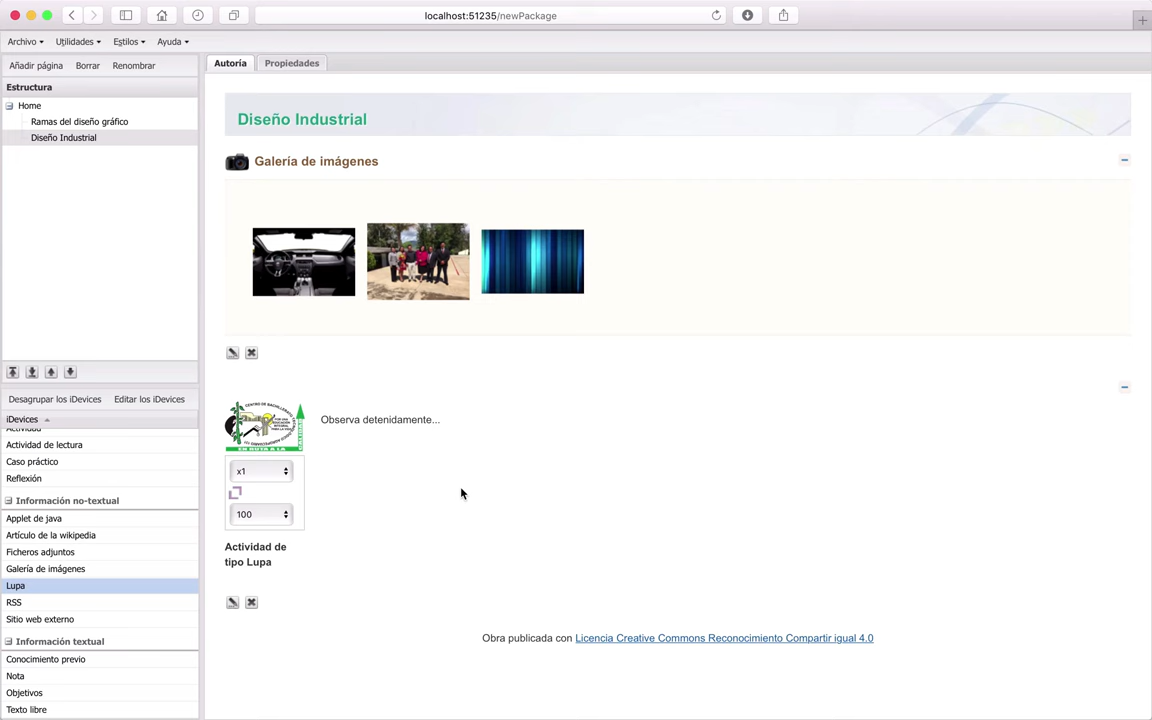 localhost:51235/newPackage
Archivo Utilidades Estilos Ayuda
Añadir página Borrar Renombrar
Autoría Propiedades
Estructura
Home
Ramas del diseño gráfico
Diseño Industrial
Diseño Industrial
Galería de imágenes
Desagrupar los iDevices Editar los iDevices
iDevices
Actividad
Actividad de lectura
Caso práctico
Reflexión
Información no-textual
Applet de java
Artículo de la wikipedia
Ficheros adjuntos
Galería de imágenes
Lupa
RSS
Sitio web externo
Información textual
Conocimiento previo
Nota
Objetivos
Texto libre
Observa detenidamente...
x1
100
Actividad de
tipo Lupa
Obra publicada con Licencia Creative Commons Reconocimiento Compartir igual 4.0